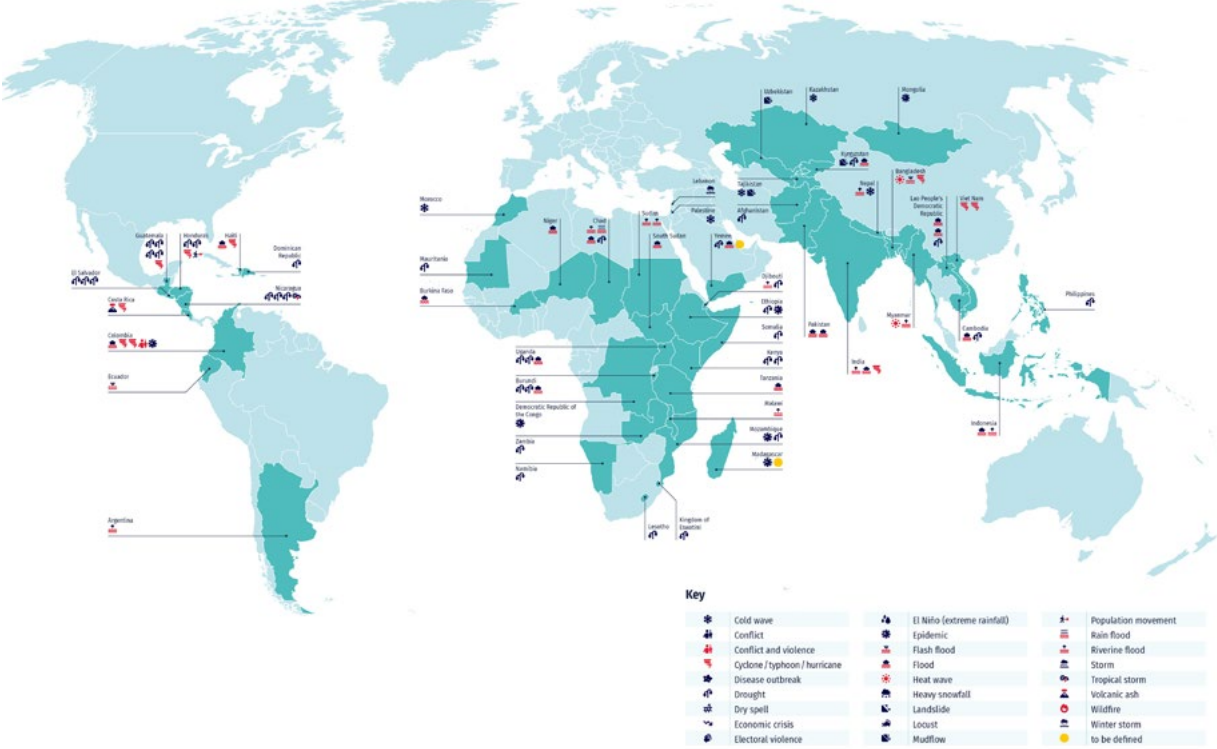 Uzbekistan
Kazakhstan
Mongolia
Kyrgyzstan
Bangladesh
Lebanon
Tajikistan
Nepal
Morocco
Palestine
Afghanistan
Lao People's
Democratic
Republic
Viet Nam
Niger
Chad
Sudan
South Sudan
Yemen
Guatemala
Honduras
Haiti
Dominican
Republic
Mauritania
El Salvador
Nicaragua
Djibouti
Burkina Faso
Costa Rica
Ethiopia
Philippines
Myanmar
Somalia
Pakistan
Cambodia
Colombia
Uganda
Kenya
India
Ecuador
Burundi
Tanzania
Democratic Republic of
the Congo
Malawi
Indonesia
Zambia
Mozambique
Namibia
Madagascar
Argentina
Lesotho
Kingdom of
Eswatini
Key
Cold wave
Conflict
Conflict and violence
Cyclone/typhoon/hurricane
Disease outbreak
Drought
Dry spell
Economic crisis
Electoral violence
El Niño (extreme rainfall)
Epidemic
Flash flood
Flood
Heat wave
Heavy snowfall
Landslide
Locust
Mudflow
Population movement
Rain flood
Riverine flood
Storm
Tropical storm
Volcanic ash
Wildfire
Winter storm
to be defined